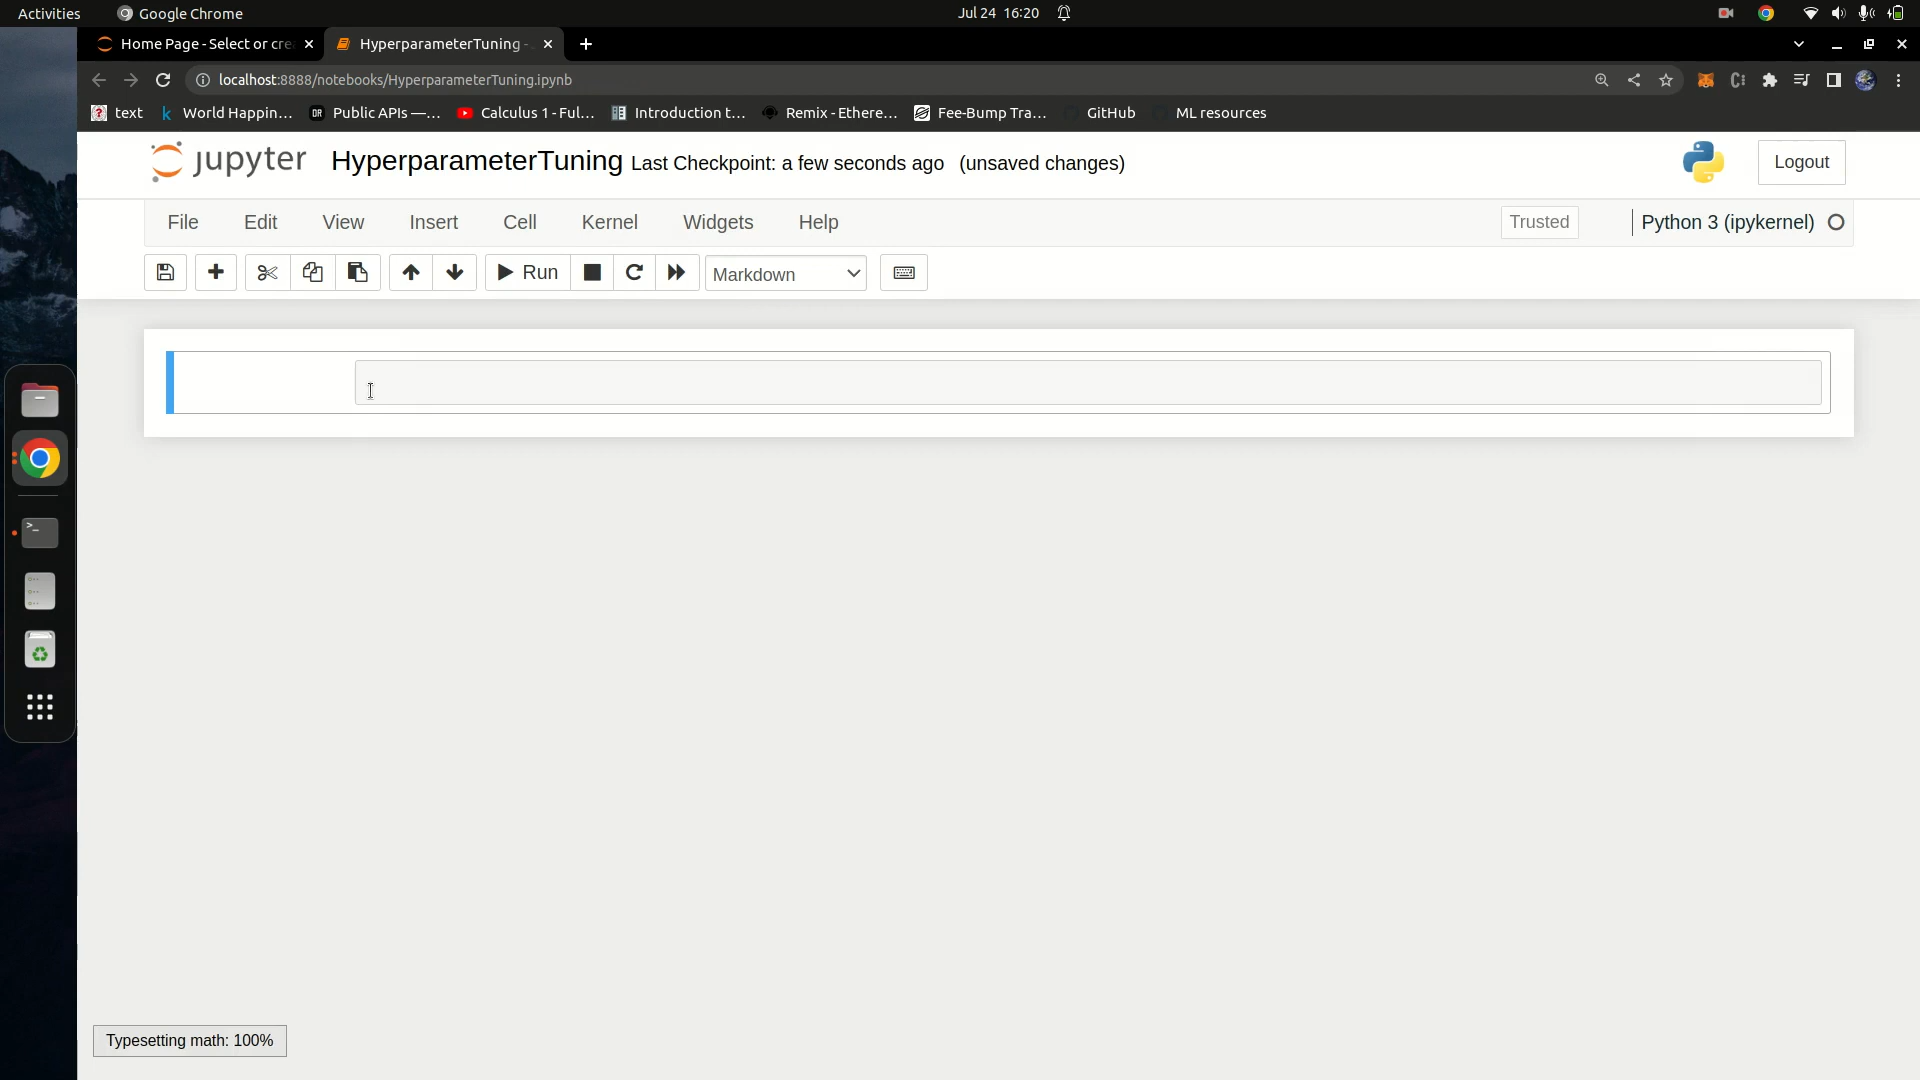 Activities Google Chrome Jul 24 16:20
Home Page - Select or cre HyperparameterTuning -
localhost:8888/notebooks/HyperparameterTuning.ipynb
text World Happin... Public APIs —... Calculus 1 - Ful... Introduction t... Remix - Ethere... Fee-Bump Tra... GitHub ML resources
jupyter HyperparameterTuning Last Checkpoint: a few seconds ago (unsaved changes) Logout
File Edit View Insert Cell Kernel Widgets Help Trusted Python 3 (ipykernel)
Run Markdown
Typesetting math: 100%